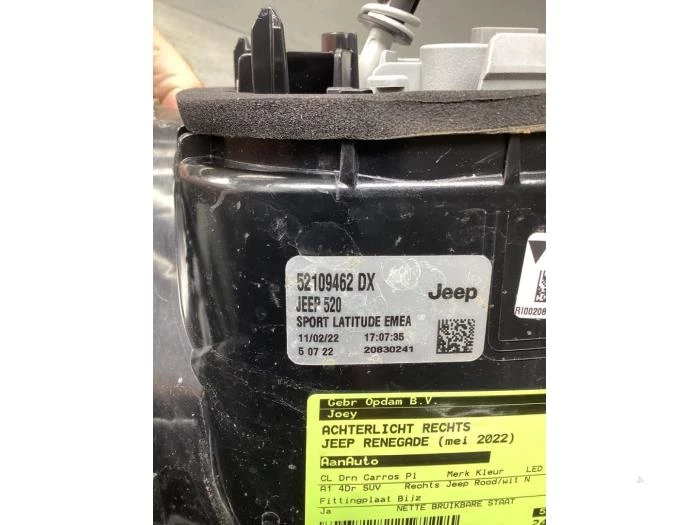 52109462 DX
JEEP 520
Jeep
SPORT LATITUDE EMEA
11/02/22 17:07:35
5 07 22 20830241
Gebr Opdam B.V.
Joey
ACHTERLICHT RECHTS
JEEP RENEGADE (mei 2022)
AanAuto
CL Drn Carros Pl Merk Kleur LED
A1 4Dr SUV Rechts Jeep Rood/wit N
Fittingplaat Bijz
Ja NETTE BRUIKBARE STAAT